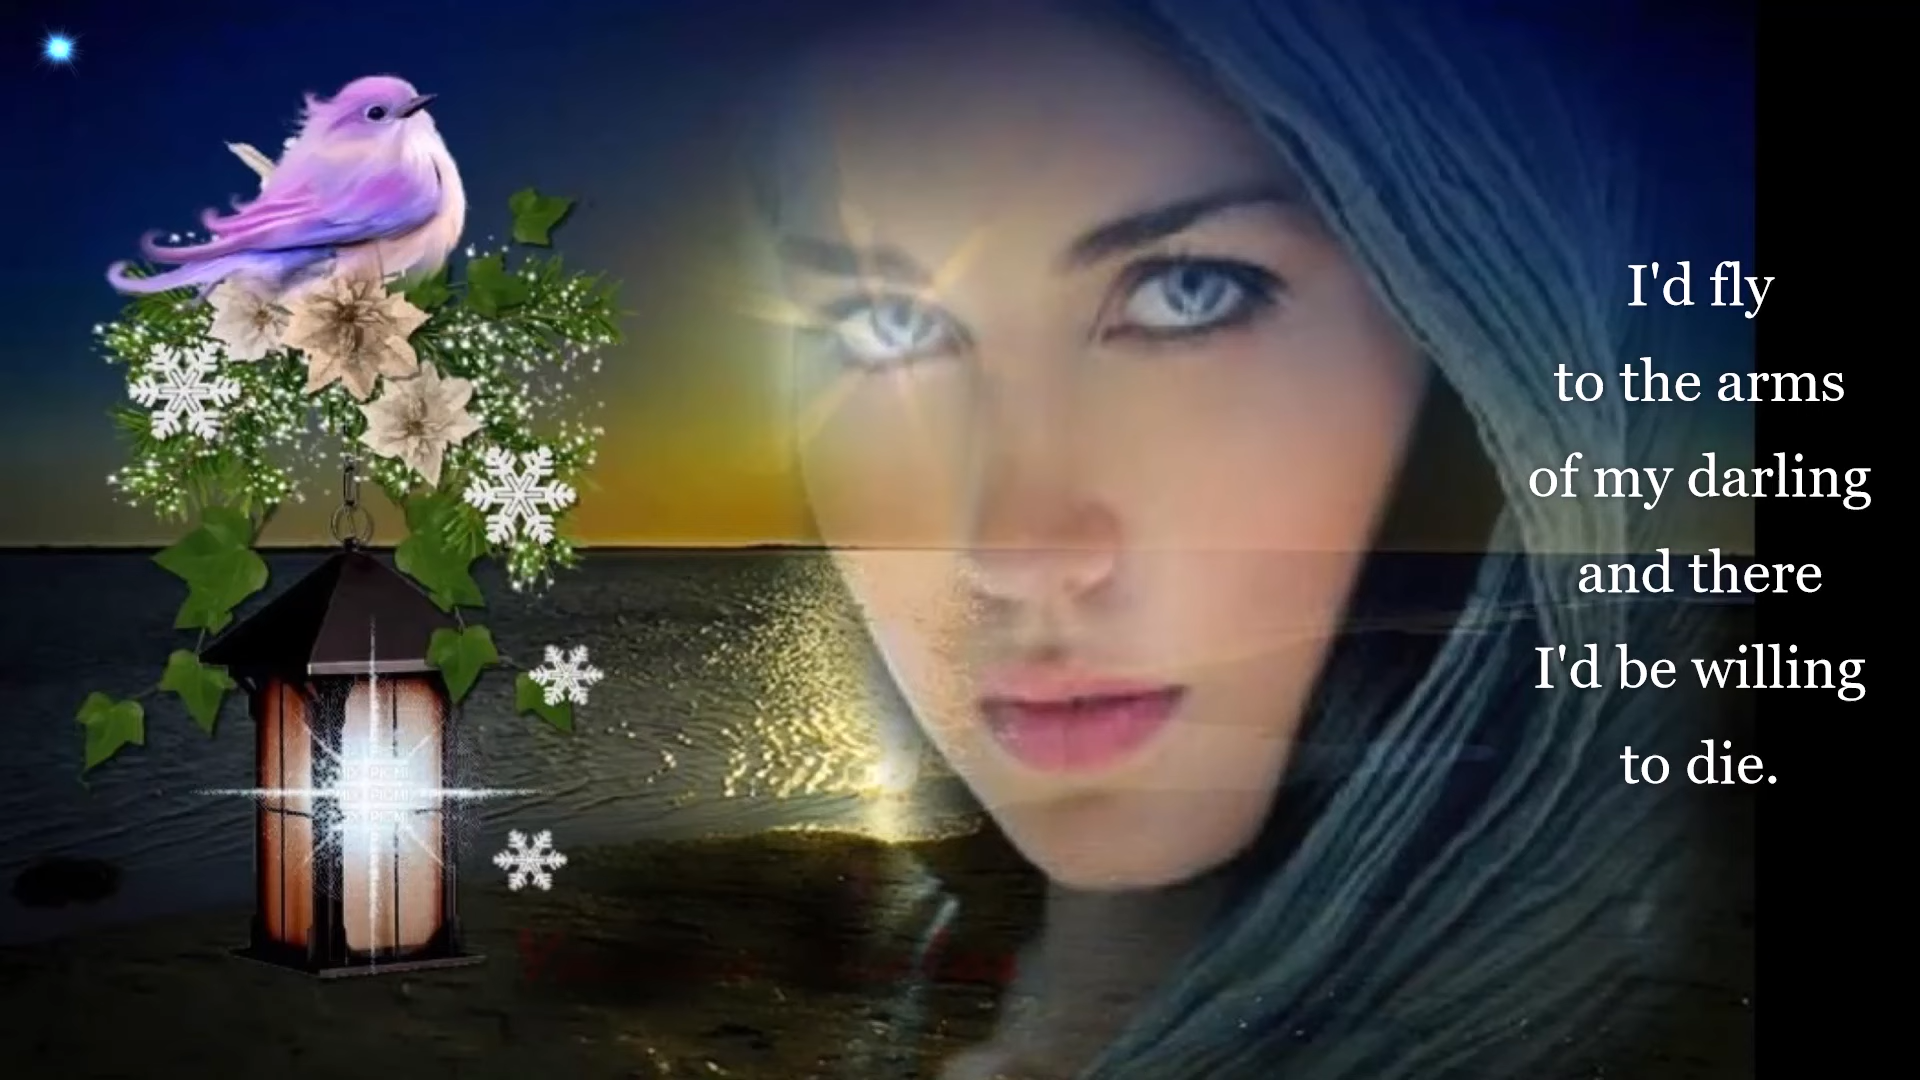 I'd fly
to the arms
of my darling
and there
I'd be willing
to die.